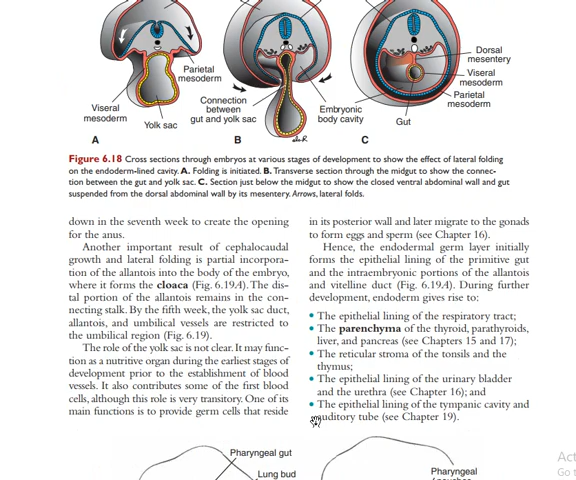 Parietal
mesoderm
Viseral
mesoderm
Yolk sac
Connection
between
gut and yolk sac
Embryonic
body cavity
Dorsal
mesentery
Viseral
mesoderm
Parietal
mesoderm
Gut
A
B
C
Figure 6.18 Cross sections through embryos at various stages of development to show the effect of lateral folding
on the endoderm-lined cavity. A. Folding is initiated. B. Transverse section through the midgut to show the connec-
tion between the gut and yolk sac. C. Section just below the midgut to show the closed ventral abdominal wall and gut
suspended from the dorsal abdominal wall by its mesentery. Arrows, lateral folds.
down in the seventh week to create the opening
for the anus.
Another important result of cephalocaudal
growth and lateral folding is partial incorpora-
tion of the allantois into the body of the embryo,
where it forms the cloaca (Fig. 6.19A). The dis-
tal portion of the allantois remains in the con-
necting stalk. By the fifth week, the yolk sac duct,
allantois, and umbilical vessels are restricted to
the umbilical region (Fig. 6.19).
The role of the yolk sac is not clear. It may func-
tion as a nutritive organ during the earliest stages of
development prior to the establishment of blood
vessels. It also contributes some of the first blood
cells, although this role is very transitory. One of its
main functions is to provide germ cells that reside
in its posterior wall and later migrate to the gonads
to form eggs and sperm (see Chapter 16).
Hence, the endodermal germ layer initially
forms the epithelial lining of the primitive gut
and the intraembryonic portions of the allantois
and vitelline duct (Fig. 6.19A). During further
development, endoderm gives rise to:
• The epithelial lining of the respiratory tract;
• The parenchyma of the thyroid, parathyroids,
liver, and pancreas (see Chapters 15 and 17);
• The reticular stroma of the tonsils and the
thymus;
• The epithelial lining of the urinary bladder
and the urethra (see Chapter 16); and
• The epithelial lining of the tympanic cavity and
auditory tube (see Chapter 19).
Pharyngeal gut
Lung bud
Pharyngeal
Act
Go t